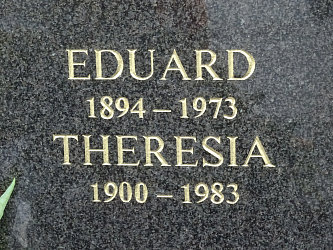 EDUARD
1894 – 1973
THERESIA
1900 – 1983